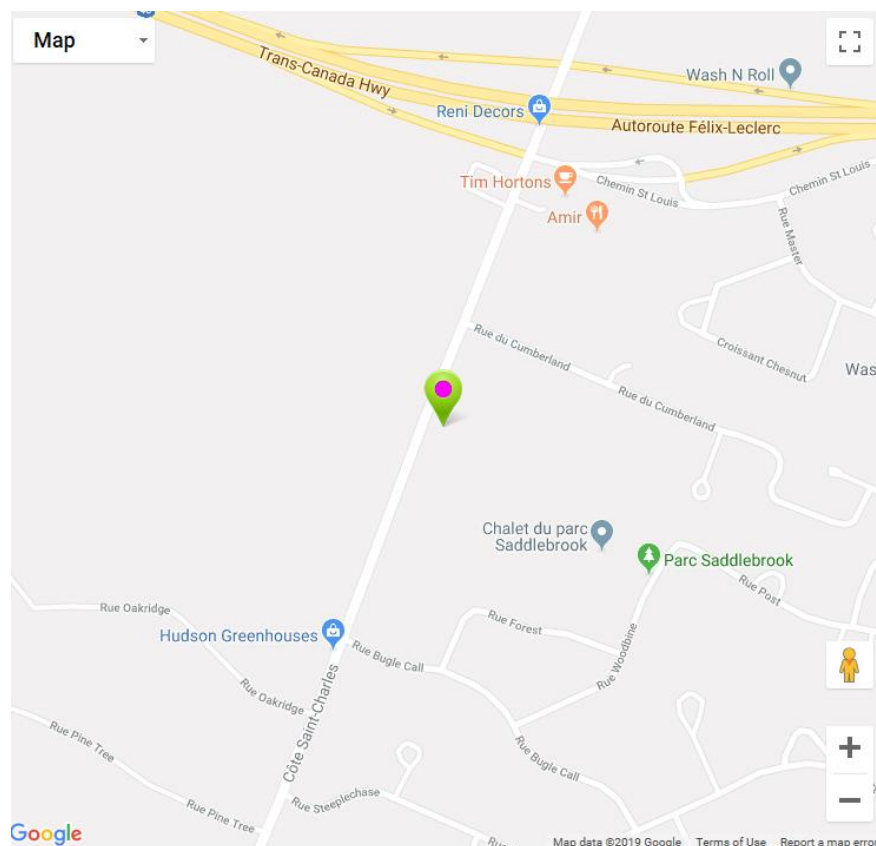 Map
Trans-Canada Hwy
Wash N Roll
Reni Decors
Autoroute Félix-Leclerc
Tim Hortons
Chemin St Louis
Chemin St Louis
Amir
Rue Master
Rue du Cumberland
Croissant Chesnut
Was
Rue du Cumberland
Chalet du parc
Saddlebrook
Parc Saddlebrook
Rue Post
Rue Oakridge
Rue Forest
Hudson Greenhouses
Rue Bugle Call
Rue Woodbine
Rue Oakridge
Côte Saint-Charles
Rue Pine Tree
Rue Bugle Call
Rue Steeplechase
Rue Pine Tree
Google
Map data ©2019 Google
Terms of Use
Report a map error